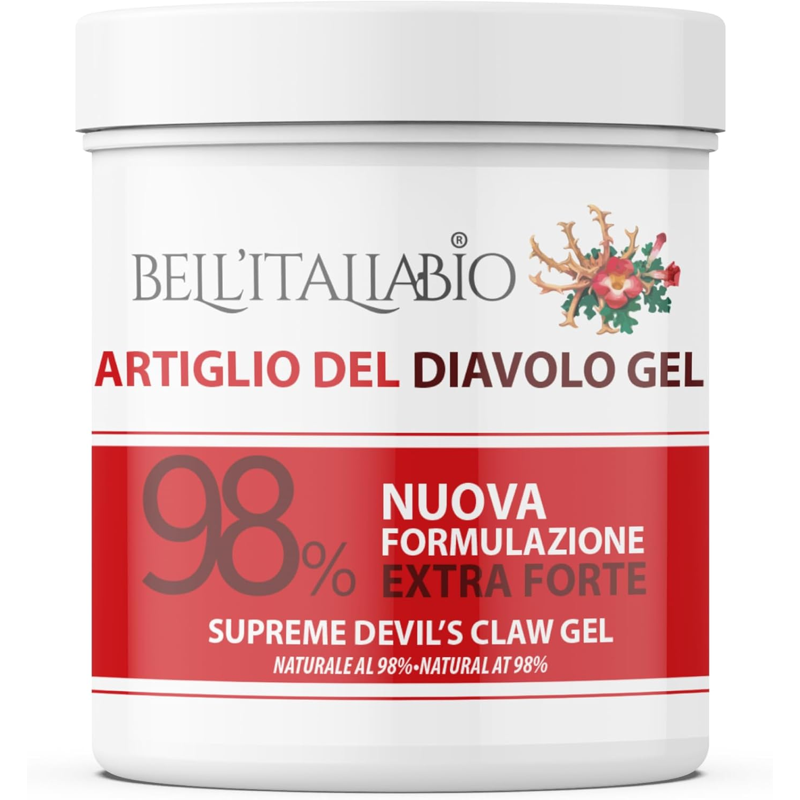 BELL'ITALIABIO®
ARTIGLIO DEL DIAVOLO GEL
98%
NUOVA
FORMULAZIONE
EXTRA FORTE
SUPREME DEVIL'S CLAW GEL
NATURALE AL 98%•NATURAL AT 98%